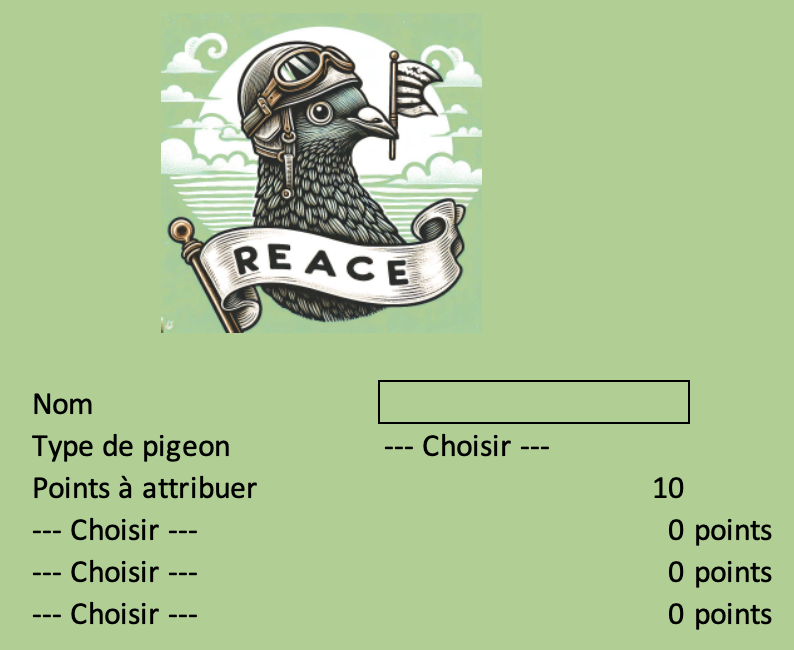 REACE
Nom
Type de pigeon --- Choisir ---
Points à attribuer 10
--- Choisir --- 0 points
--- Choisir --- 0 points
--- Choisir --- 0 points